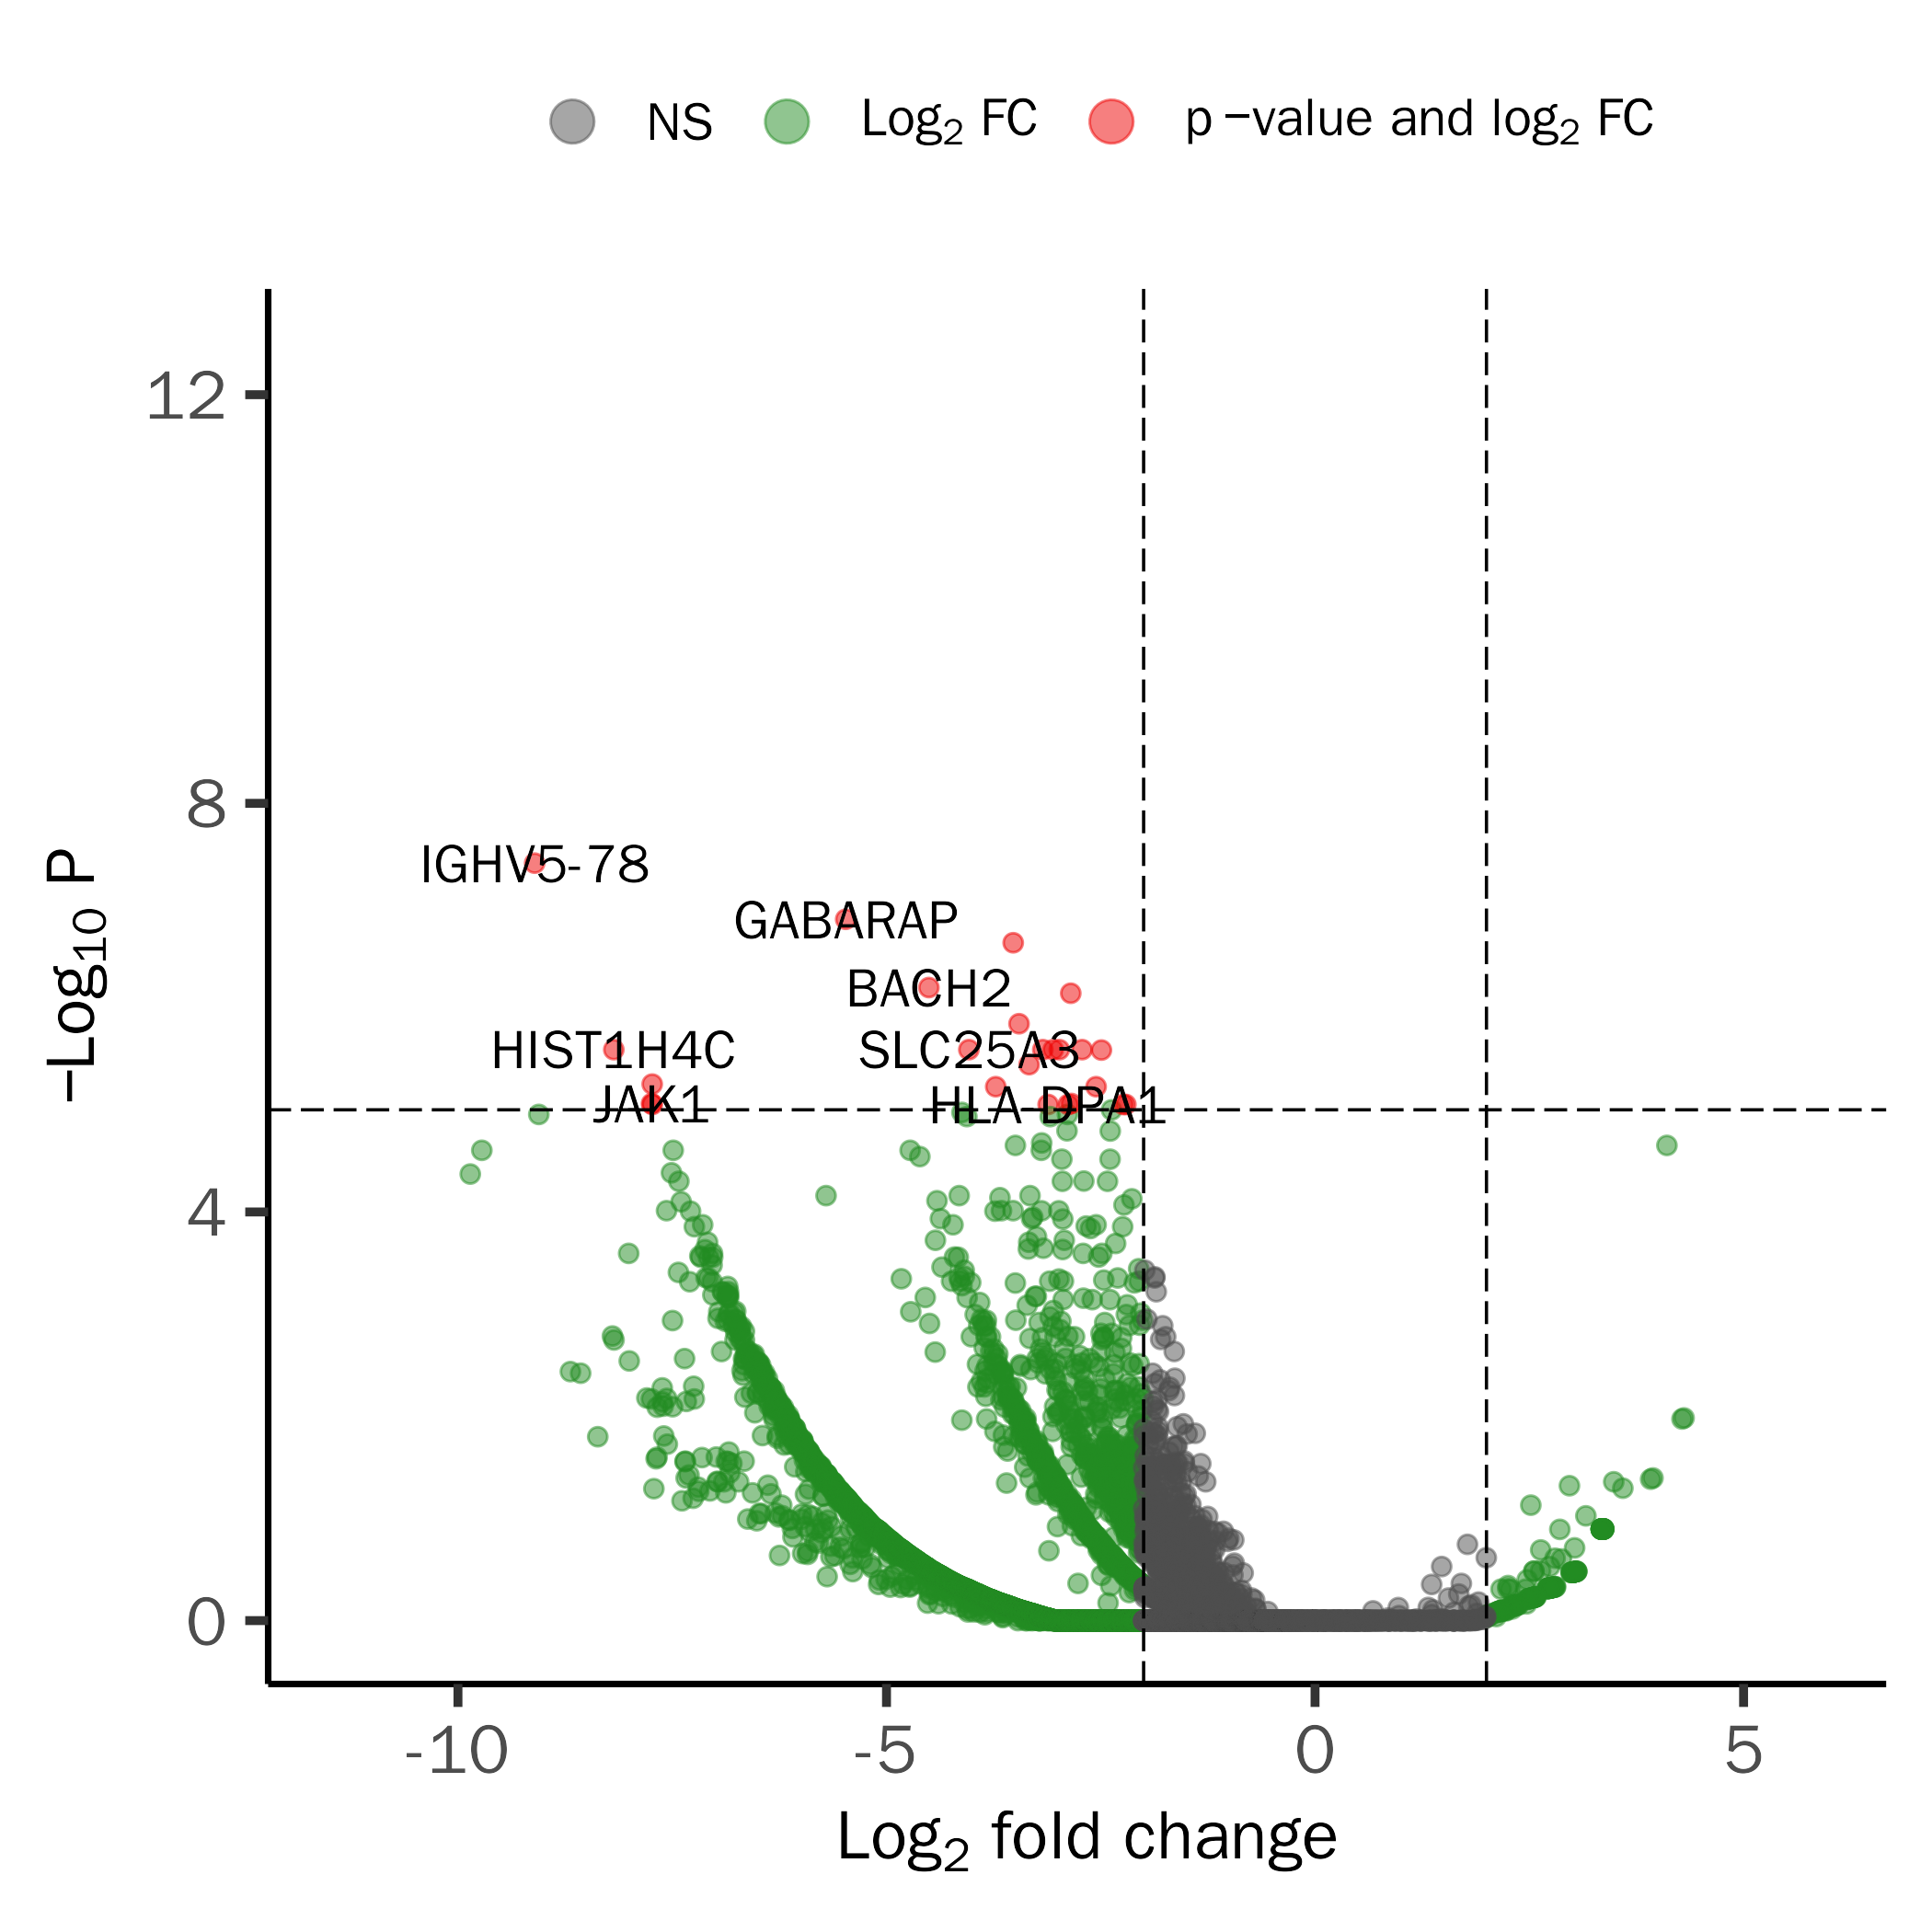 NS Log2 FC p –value and log2 FC
12
8
4
0
–Log10 P
IGHV5-78
GABARAP
BACH2
HIST1H4C
SLC25A3
JAK1
HLA-DPA1
-10 -5 0 5
Log2 fold change